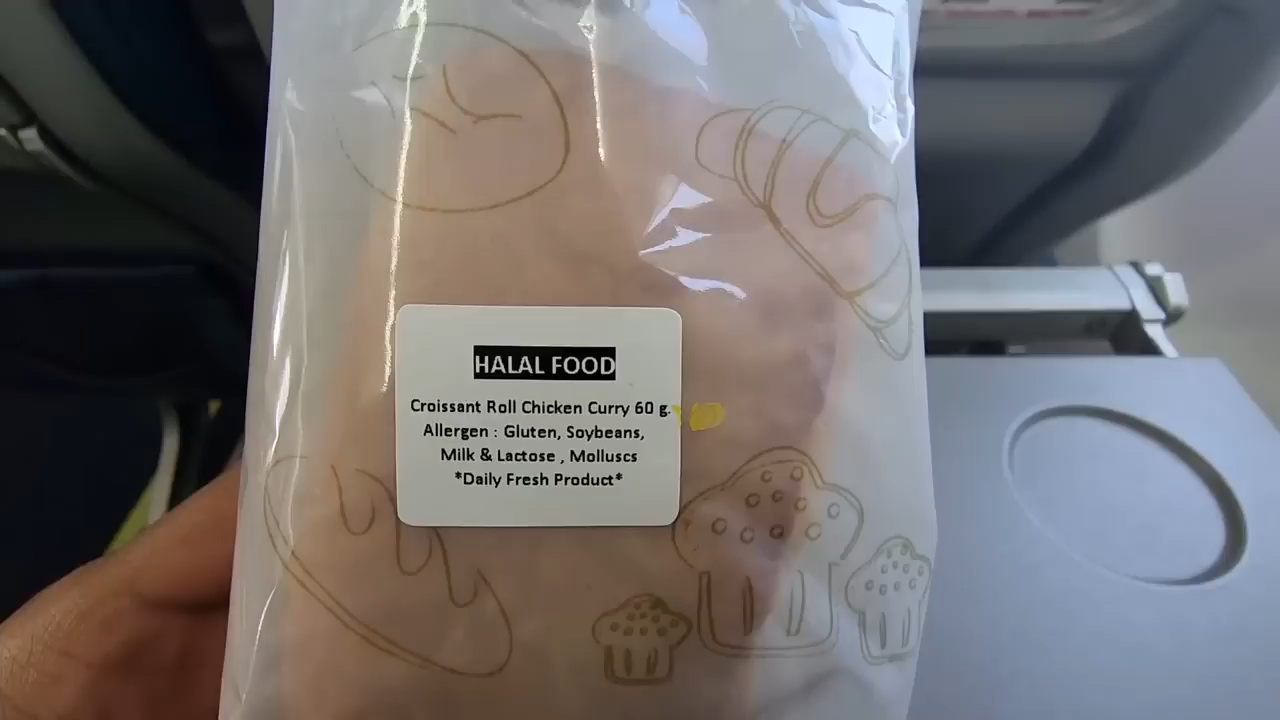 HALAL FOOD
Croissant Roll Chicken Curry 60 g.
Allergen : Gluten, Soybeans,
Milk & Lactose , Molluscs
*Daily Fresh Product*